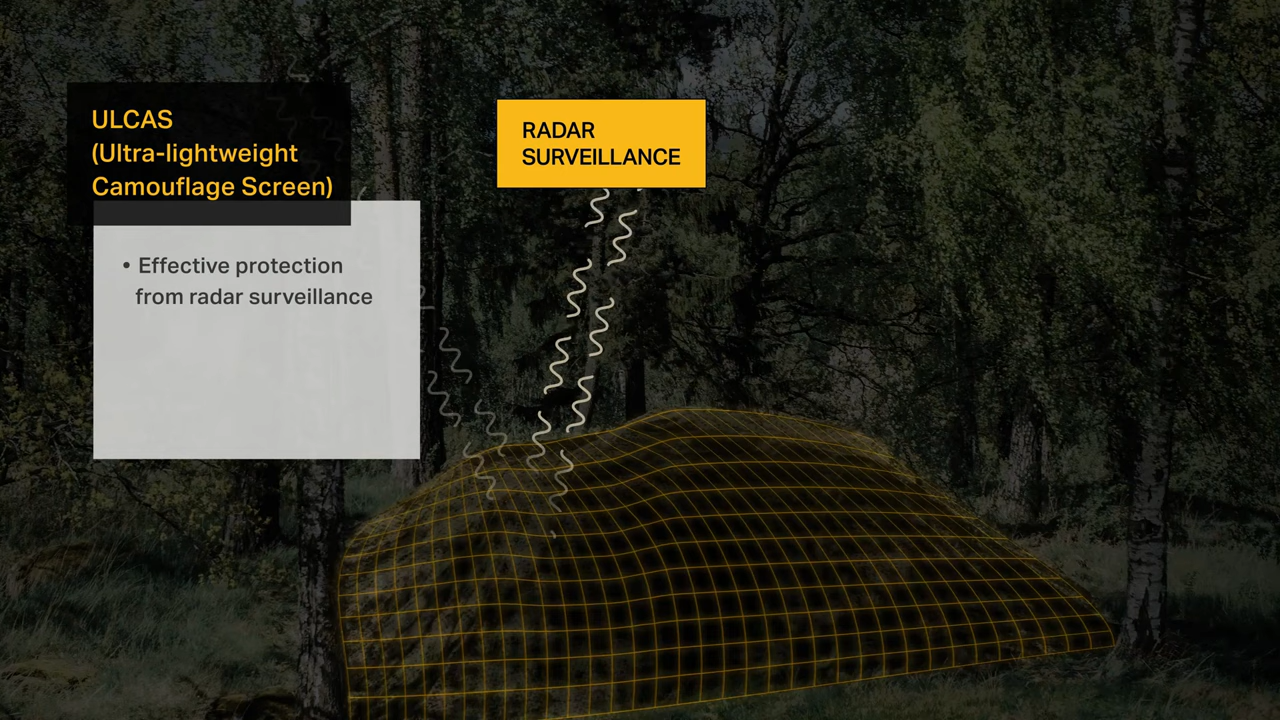 ULCAS
(Ultra-lightweight
Camouflage Screen)
• Effective protection
from radar surveillance
RADAR
SURVEILLANCE